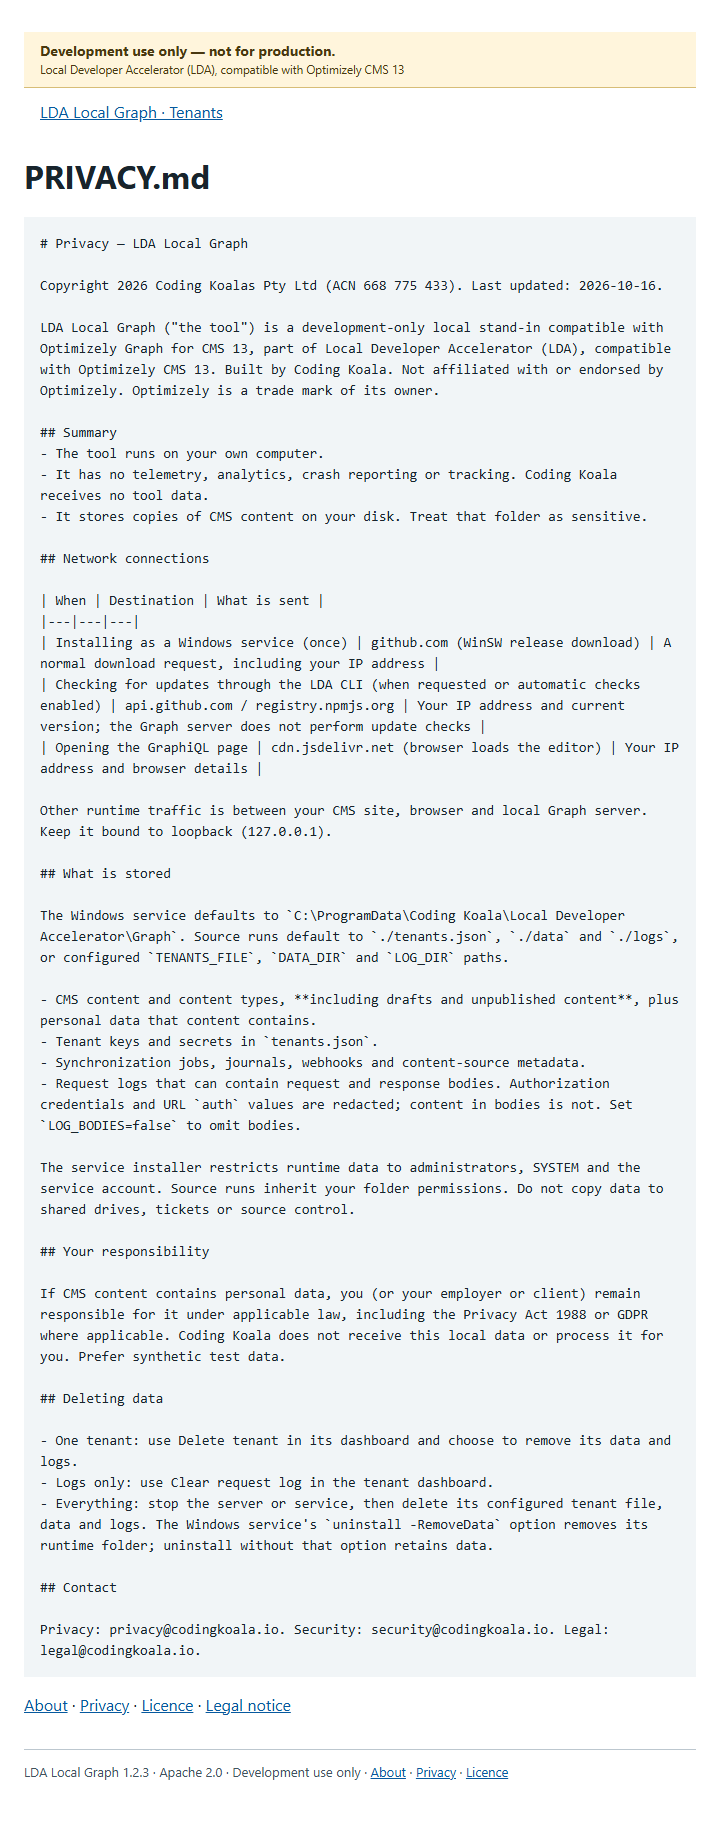 Development use only — not for production.
Local Developer Accelerator (LDA), compatible with Optimizely CMS 13
LDA Local Graph · Tenants
PRIVACY.md
# Privacy — LDA Local Graph
Copyright 2026 Coding Koalas Pty Ltd (ACN 668 775 433). Last updated: 2026-10-16.
LDA Local Graph ("the tool") is a development-only local stand-in compatible with
Optimizely Graph for CMS 13, part of Local Developer Accelerator (LDA), compatible
with Optimizely CMS 13. Built by Coding Koala. Not affiliated with or endorsed by
Optimizely. Optimizely is a trade mark of its owner.
## Summary
- The tool runs on your own computer.
- It has no telemetry, analytics, crash reporting or tracking. Coding Koala
receives no tool data.
- It stores copies of CMS content on your disk. Treat that folder as sensitive.
## Network connections
| When | Destination | What is sent |
|---|---|---|
| Installing as a Windows service (once) | github.com (WinSW release download) | A
normal download request, including your IP address |
| Checking for updates through the LDA CLI (when requested or automatic checks
enabled) | api.github.com / registry.npmjs.org | Your IP address and current
version; the Graph server does not perform update checks |
| Opening the GraphiQL page | cdn.jsdelivr.net (browser loads the editor) | Your IP
address and browser details |
Other runtime traffic is between your CMS site, browser and local Graph server.
Keep it bound to loopback (127.0.0.1).
## What is stored
The Windows service defaults to `C:\ProgramData\Coding Koala\Local Developer
Accelerator\Graph`. Source runs default to `./tenants.json`, `./data` and `./logs`,
or configured `TENANTS_FILE`, `DATA_DIR` and `LOG_DIR` paths.
- CMS content and content types, **including drafts and unpublished content**, plus
personal data that content contains.
- Tenant keys and secrets in `tenants.json`.
- Synchronization jobs, journals, webhooks and content-source metadata.
- Request logs that can contain request and response bodies. Authorization
credentials and URL `auth` values are redacted; content in bodies is not. Set
`LOG_BODIES=false` to omit bodies.
The service installer restricts runtime data to administrators, SYSTEM and the
service account. Source runs inherit your folder permissions. Do not copy data to
shared drives, tickets or source control.
## Your responsibility
If CMS content contains personal data, you (or your employer or client) remain
responsible for it under applicable law, including the Privacy Act 1988 or GDPR
where applicable. Coding Koala does not receive this local data or process it for
you. Prefer synthetic test data.
## Deleting data
- One tenant: use Delete tenant in its dashboard and choose to remove its data and
logs.
- Logs only: use Clear request log in the tenant dashboard.
- Everything: stop the server or service, then delete its configured tenant file,
data and logs. The Windows service's `uninstall -RemoveData` option removes its
runtime folder; uninstall without that option retains data.
## Contact
Privacy: privacy@codingkoala.io. Security: security@codingkoala.io. Legal:
legal@codingkoala.io.
About · Privacy · Licence · Legal notice
LDA Local Graph 1.2.3 · Apache 2.0 · Development use only · About · Privacy · Licence